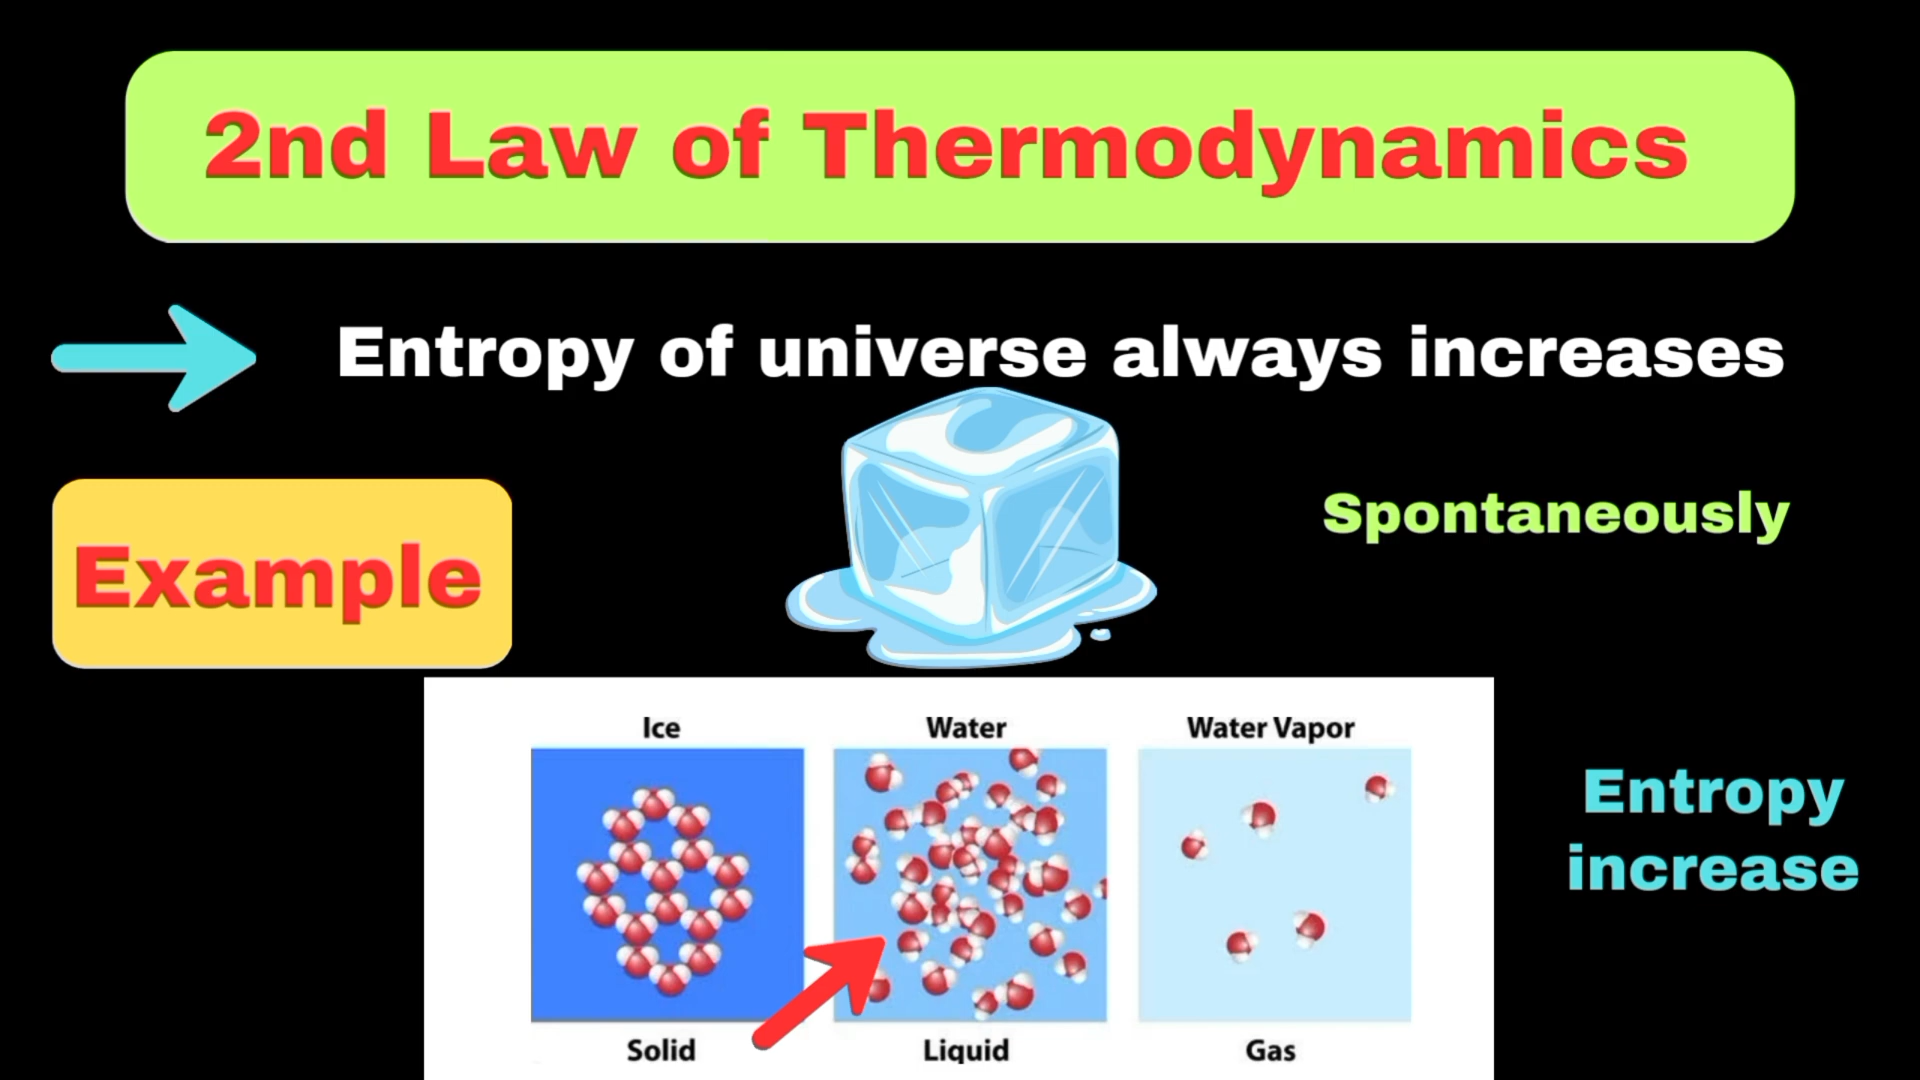 2nd Law of Thermodynamics
Entropy of universe always increases
Example
Spontaneously
Ice
Water
Water Vapor
Solid
Liquid
Gas
Entropy
increase